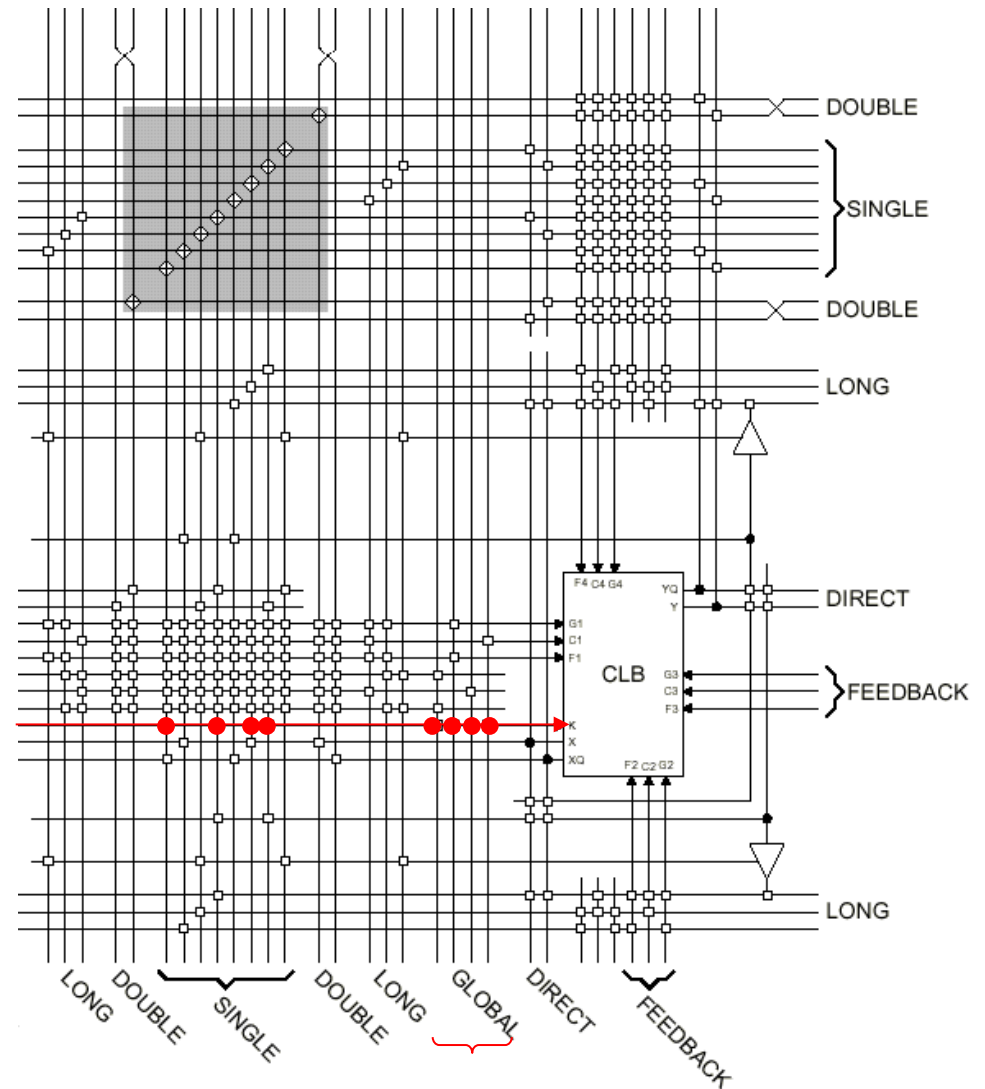 DOUBLE
SINGLE
DOUBLE
LONG
F4 C4 G4
YQ
DIRECT
Y
G1
C1
F1
CLB
G3
C3
FEEDBACK
F3
K
X
XQ
F2 C2 G2
LONG
LONG
DOUBLE
SINGLE
DOUBLE
LONG
GLOBAL
DIRECT
FEEDBACK